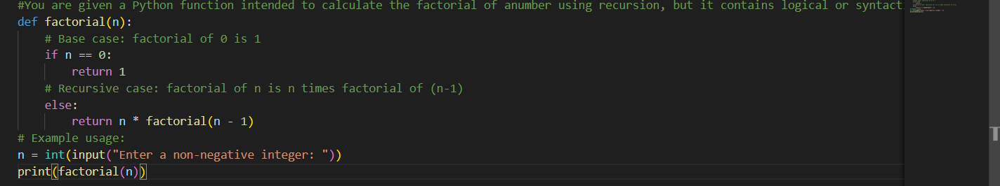 #You are given a Python function intended to calculate the factorial of anumber using recursion, but it contains logical or syntact
def factorial(n):
    # Base case: factorial of 0 is 1
    if n == 0:
        return 1
    # Recursive case: factorial of n is n times factorial of (n-1)
    else:
        return n * factorial(n - 1)
# Example usage:
n = int(input("Enter a non-negative integer: "))
print(factorial(n))